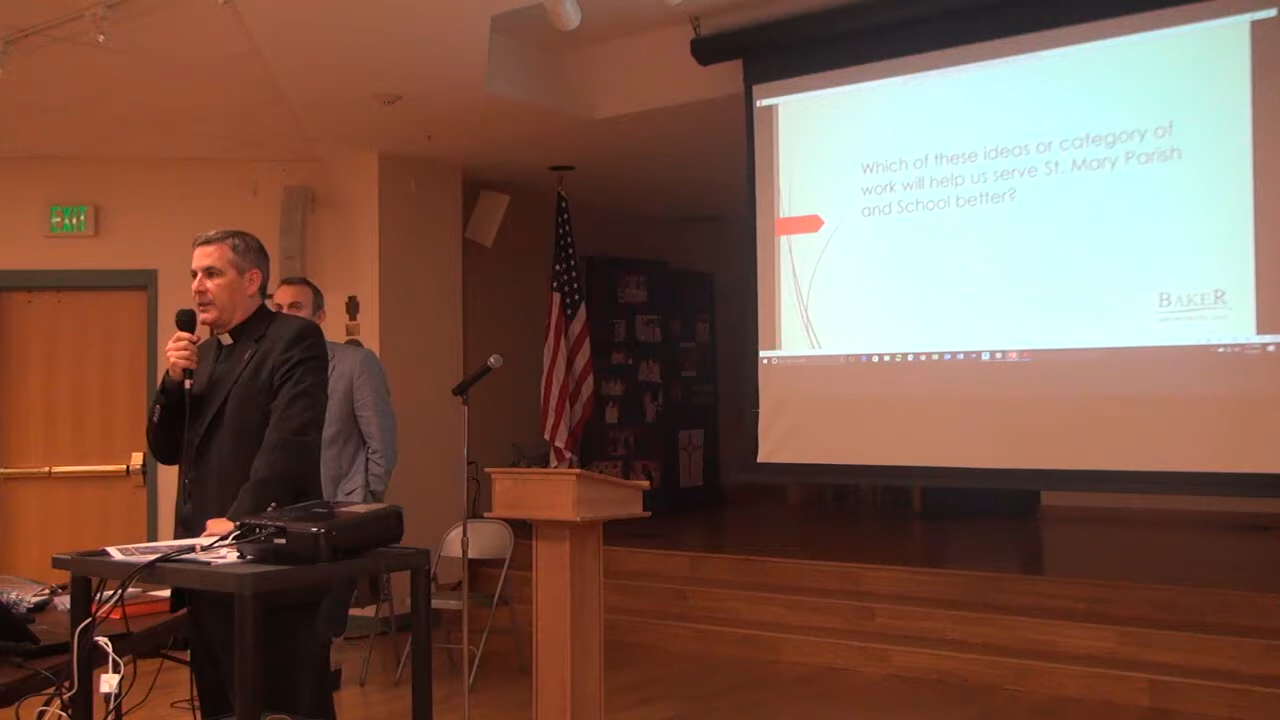 EXIT
Which of these ideas or category of
work will help us serve St. Mary Parish
and School better?
BAKER